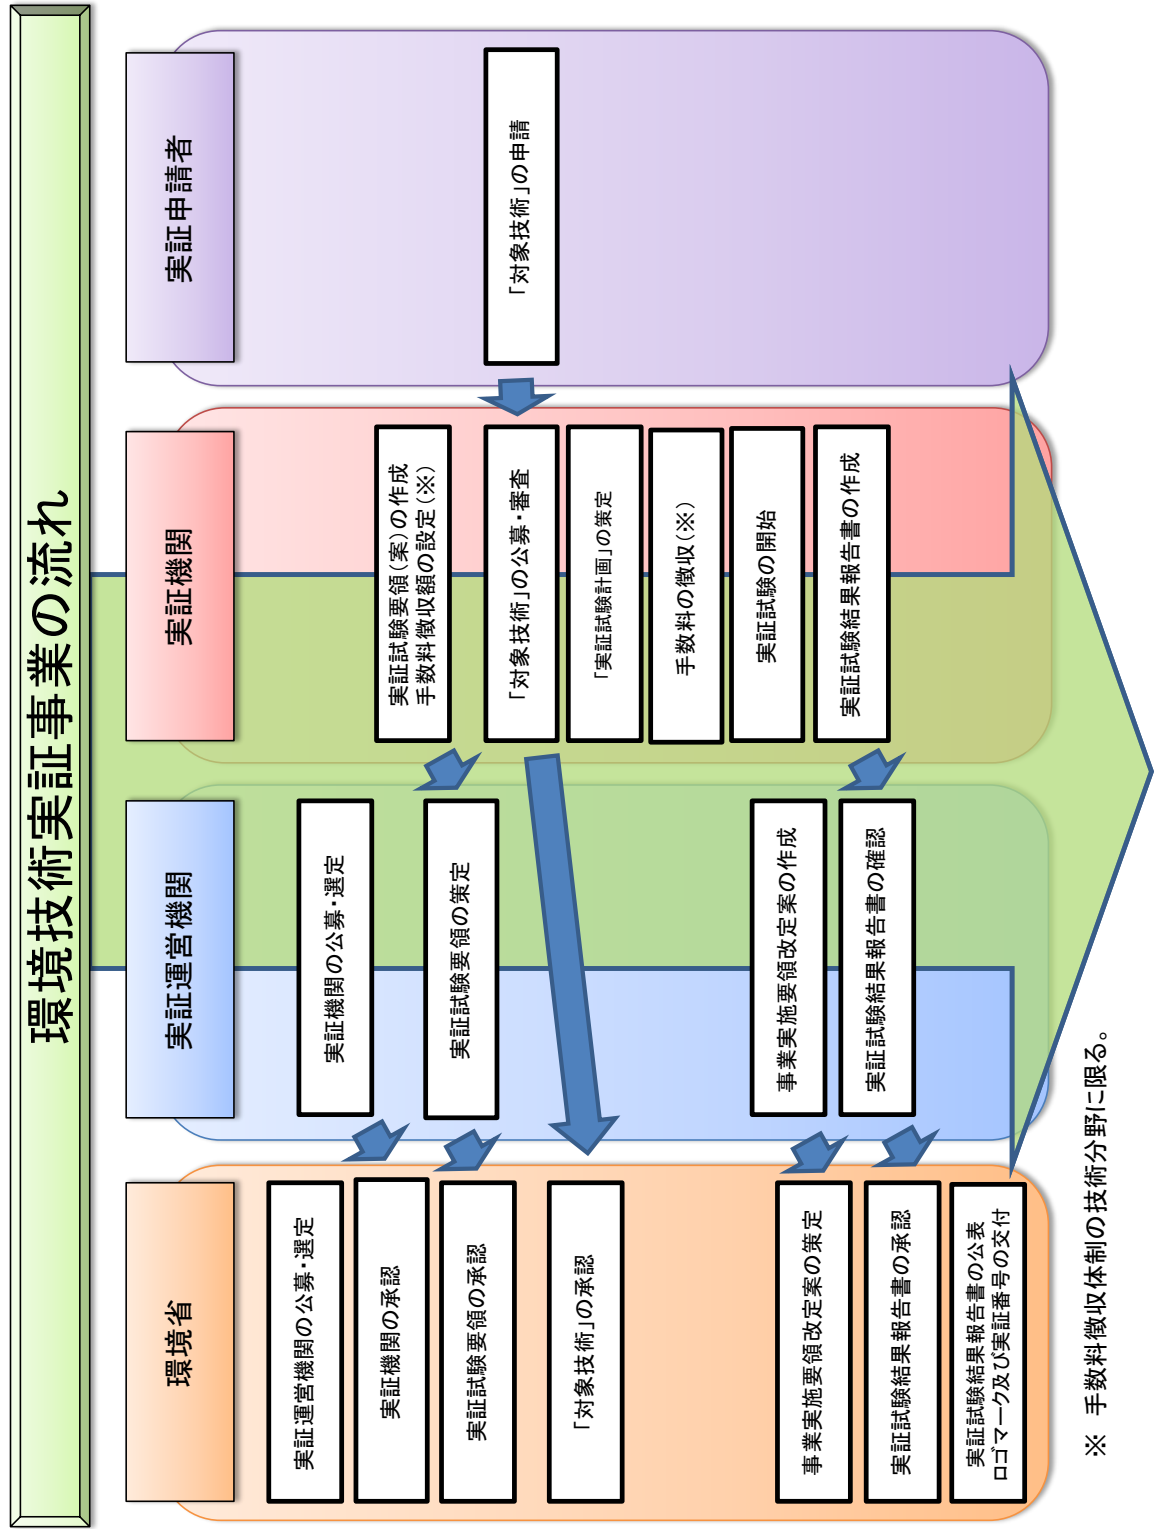 環境技術実証事業の流れ
環境省
実証運営機関の公募・選定
実証機関の承認
実証試験要領の承認
「対象技術」の承認
事業実施要領改定案の策定
実証試験結果報告書の承認
実証試験結果報告書の公表
ロゴマーク及び実証番号の交付
実証運営機関
実証機関の公募・選定
実証試験要領の策定
事業実施要領改定案の作成
実証試験結果報告書の確認
実証機関
実証試験要領(案)の作成
手数料徴収額の設定(※)
「対象技術」の公募・審査
「実証試験計画」の策定
手数料の徴収(※)
実証試験の開始
実証試験結果報告書の作成
実証申請者
「対象技術」の申請
※ 手数料徴収体制の技術分野に限る。